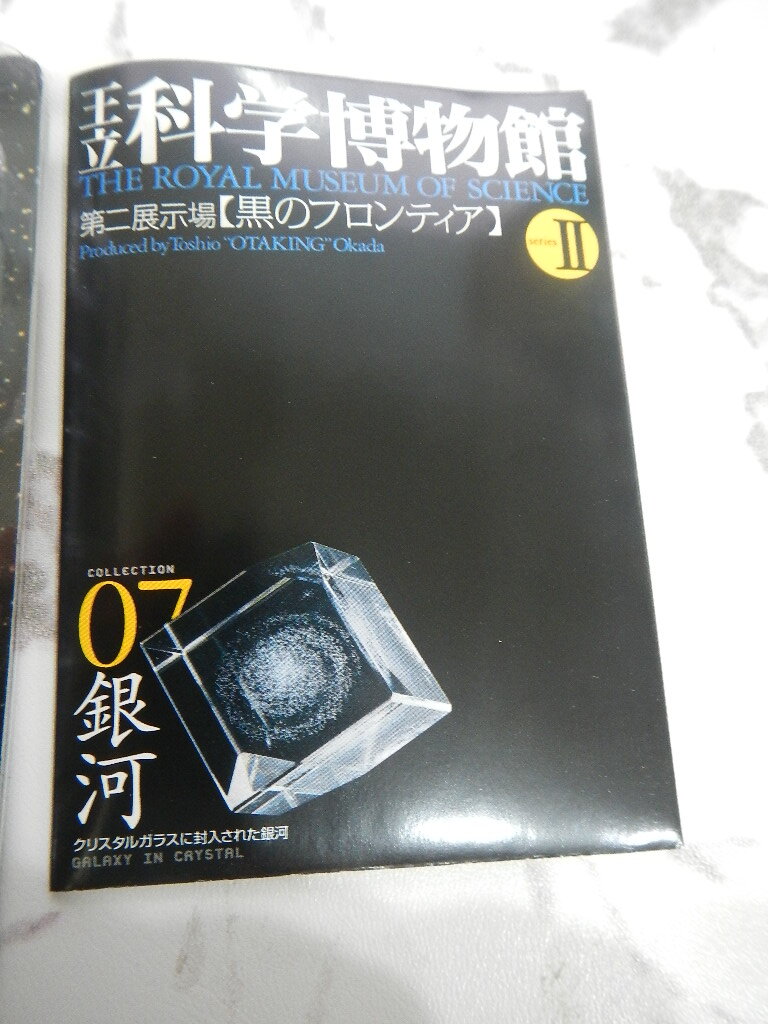 王立科学博物館
THE ROYAL MUSEUM OF SCIENCE
第二展示場【黒のフロンティア】
Produced by Toshio "OTAKING" Okada
series II
COLLECTION
07
銀河
クリスタルガラスに封入された銀河
GALAXY IN CRYSTAL